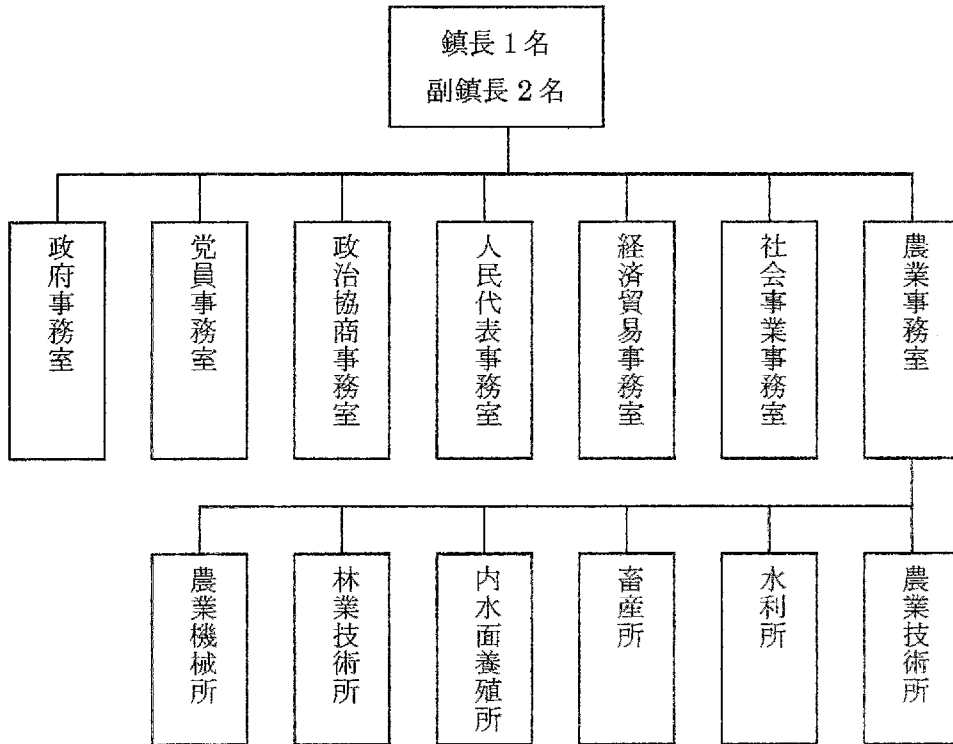 鎮長1名
副鎮長2名
政府事務室
党員事務室
政治協商事務室
人民代表事務室
経済貿易事務室
社会事業事務室
農業事務室
農業機械所
林業技術所
内水面養殖所
畜産所
水利所
農業技術所